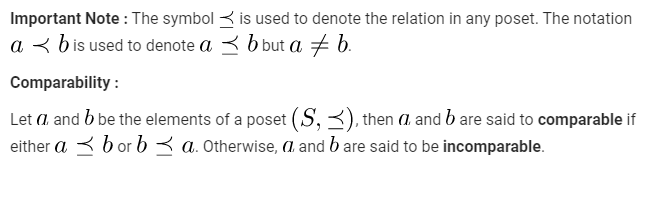 Important Note : The symbol ⪯ is used to denote the relation in any poset. The notation
a ≺ b is used to denote a ⪯ b but a ≠ b.
Comparability :
Let a and b be the elements of a poset (S, ⪯), then a and b are said to comparable if
either a ⪯ b or b ⪯ a. Otherwise, a and b are said to be incomparable.